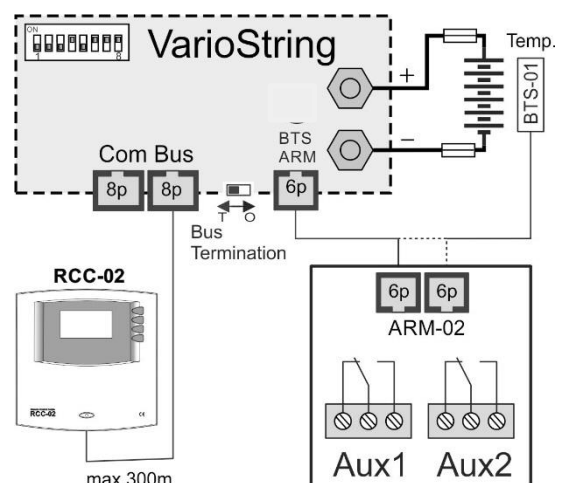 ON
VarioString
1 8
Temp.
+
BTS-01
−
BTS
ARM
Com Bus
8p 8p 6p
T O
Bus
Termination
RCC-02
6p 6p
ARM-02
RCC-02 CE
Aux1 Aux2
max 300m